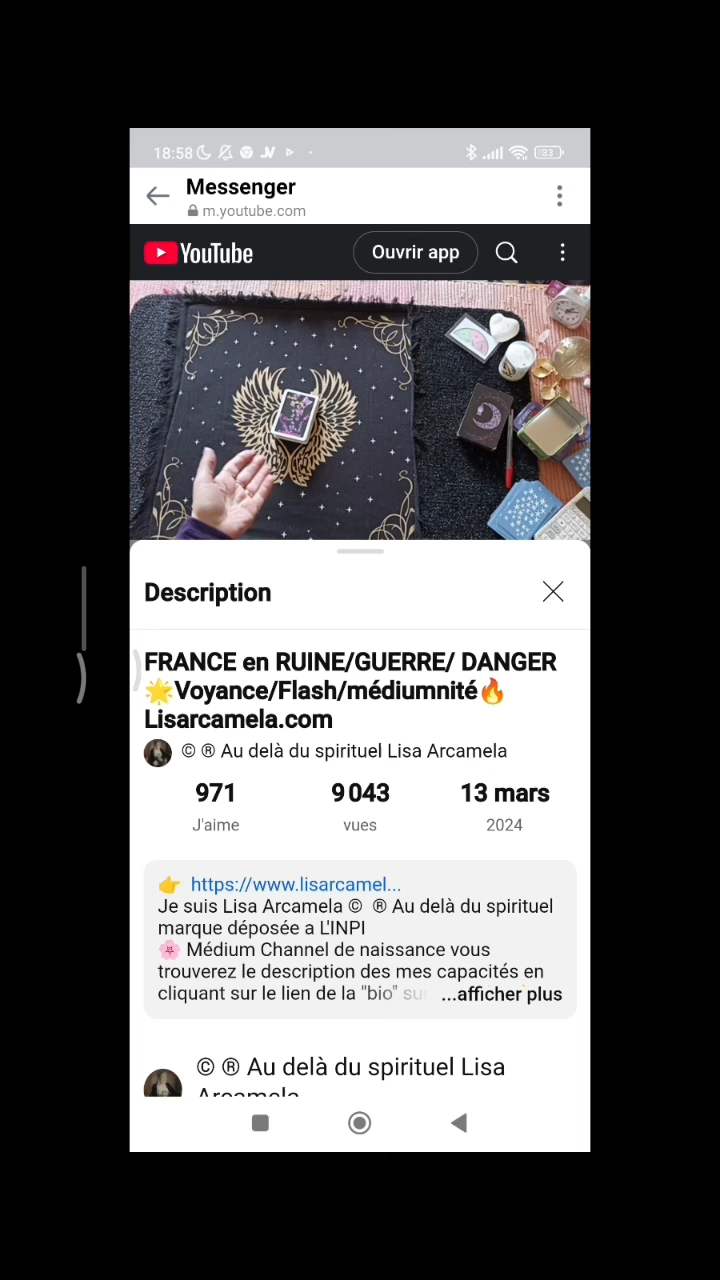 18:58
83
Messenger
m.youtube.com
YouTube
Ouvrir app
Description
FRANCE en RUINE/GUERRE/ DANGER
🌟Voyance/Flash/médiumnité🔥
Lisarcamela.com
© ® Au delà du spirituel Lisa Arcamela
971
9 043
13 mars
J'aime
vues
2024
👉 https://www.lisarcamel...
Je suis Lisa Arcamela © ® Au delà du spirituel
marque déposée a L'INPI
🌸 Médium Channel de naissance vous
trouverez le description des mes capacités en
cliquant sur le lien de la "bio" su ...afficher plus
© ® Au delà du spirituel Lisa
Arcamela